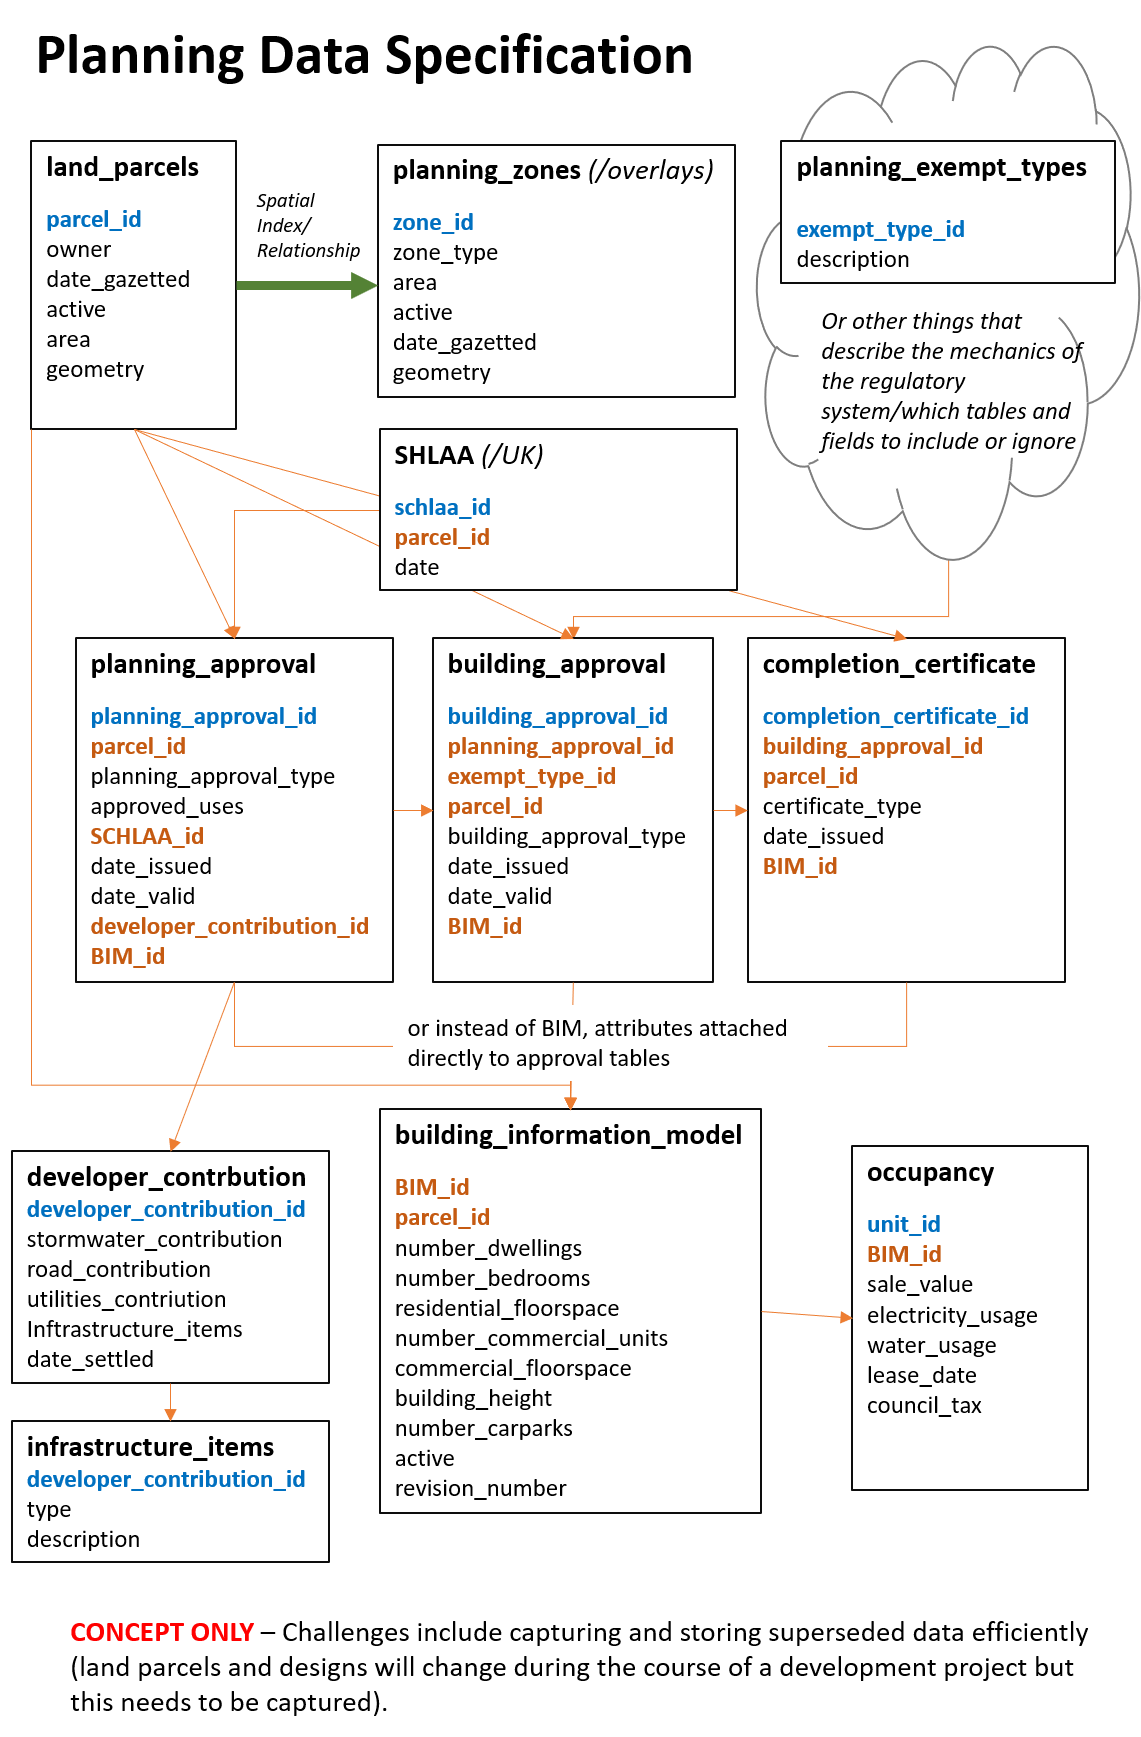 Planning Data Specification
land_parcels
parcel_id
owner
date_gazetted
active
area
geometry
Spatial
Index/
Relationship
planning_zones (/overlays)
zone_id
zone_type
area
active
date_gazetted
geometry
planning_exempt_types
exempt_type_id
description
Or other things that
describe the mechanics of
the regulatory
system/which tables and
fields to include or ignore
SHLAA (/UK)
schlaa_id
parcel_id
date
planning_approval
planning_approval_id
parcel_id
planning_approval_type
approved_uses
SCHLAA_id
date_issued
date_valid
developer_contribution_id
BIM_id
building_approval
building_approval_id
planning_approval_id
exempt_type_id
parcel_id
building_approval_type
date_issued
date_valid
BIM_id
completion_certificate
completion_certificate_id
building_approval_id
parcel_id
certificate_type
date_issued
BIM_id
or instead of BIM, attributes attached
directly to approval tables
developer_contrbution
developer_contribution_id
stormwater_contribution
road_contribution
utilities_contriution
Inftrastructure_items
date_settled
infrastructure_items
developer_contribution_id
type
description
building_information_model
BIM_id
parcel_id
number_dwellings
number_bedrooms
residential_floorspace
number_commercial_units
commercial_floorspace
building_height
number_carparks
active
revision_number
occupancy
unit_id
BIM_id
sale_value
electricity_usage
water_usage
lease_date
council_tax
CONCEPT ONLY – Challenges include capturing and storing superseded data efficiently
(land parcels and designs will change during the course of a development project but
this needs to be captured).